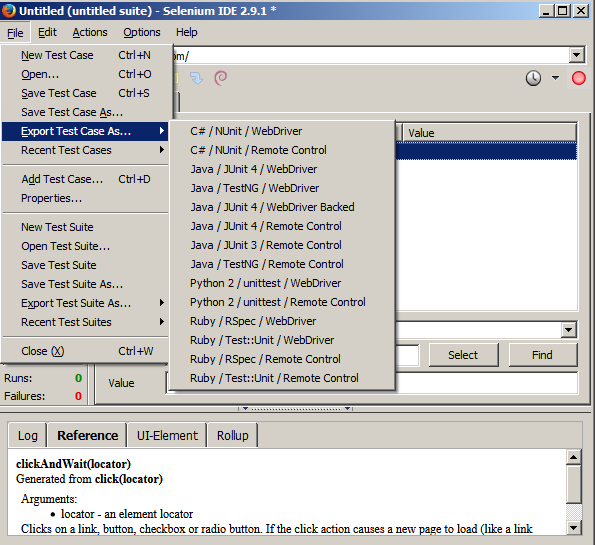 Untitled (untitled suite) - Selenium IDE 2.9.1 *
File Edit Actions Options Help
om/
New Test Case Ctrl+N
Open... Ctrl+O
Save Test Case Ctrl+S
Save Test Case As...
Export Test Case As...
Recent Test Cases
Add Test Case... Ctrl+D
Properties...
New Test Suite
Open Test Suite...
Save Test Suite
Save Test Suite As...
Export Test Suite As...
Recent Test Suites
Close (X) Ctrl+W
C# / NUnit / WebDriver
C# / NUnit / Remote Control
Java / JUnit 4 / WebDriver
Java / TestNG / WebDriver
Java / JUnit 4 / WebDriver Backed
Java / JUnit 4 / Remote Control
Java / JUnit 3 / Remote Control
Java / TestNG / Remote Control
Python 2 / unittest / WebDriver
Python 2 / unittest / Remote Control
Ruby / RSpec / WebDriver
Ruby / Test::Unit / WebDriver
Ruby / RSpec / Remote Control
Ruby / Test::Unit / Remote Control
Value
Select Find
Runs: 0
Failures: 0
Value
Log Reference UI-Element Rollup
clickAndWait(locator)
Generated from click(locator)
Arguments:
• locator - an element locator
Clicks on a link, button, checkbox or radio button. If the click action causes a new page to load (like a link